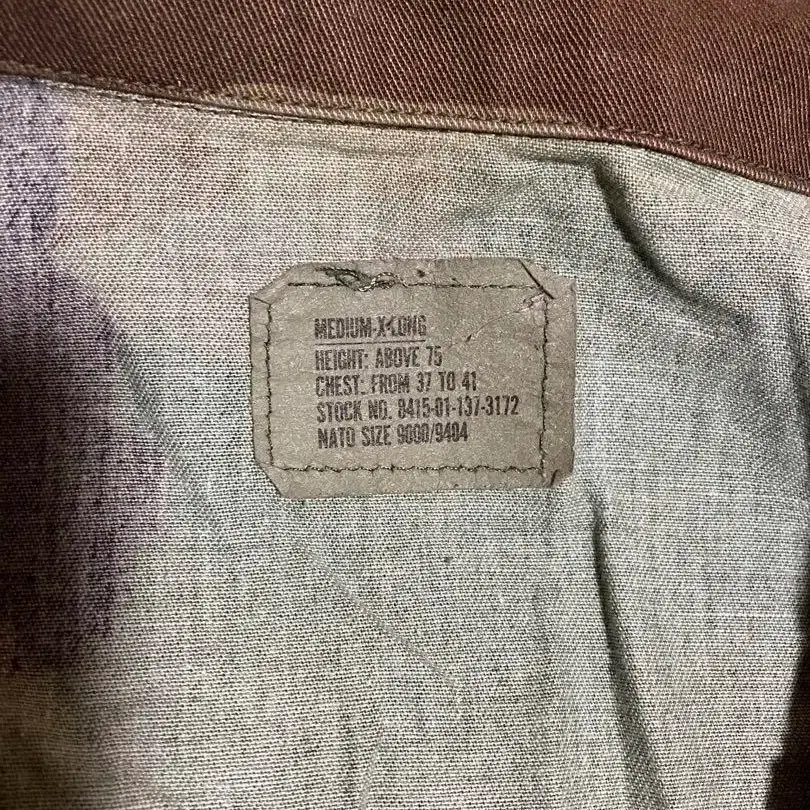 MEDIUM-X-LONG
HEIGHT: ABOVE 75
CHEST: FROM 37 TO 41
STOCK NO. 8415-01-137-3172
NATO SIZE 9000/9404